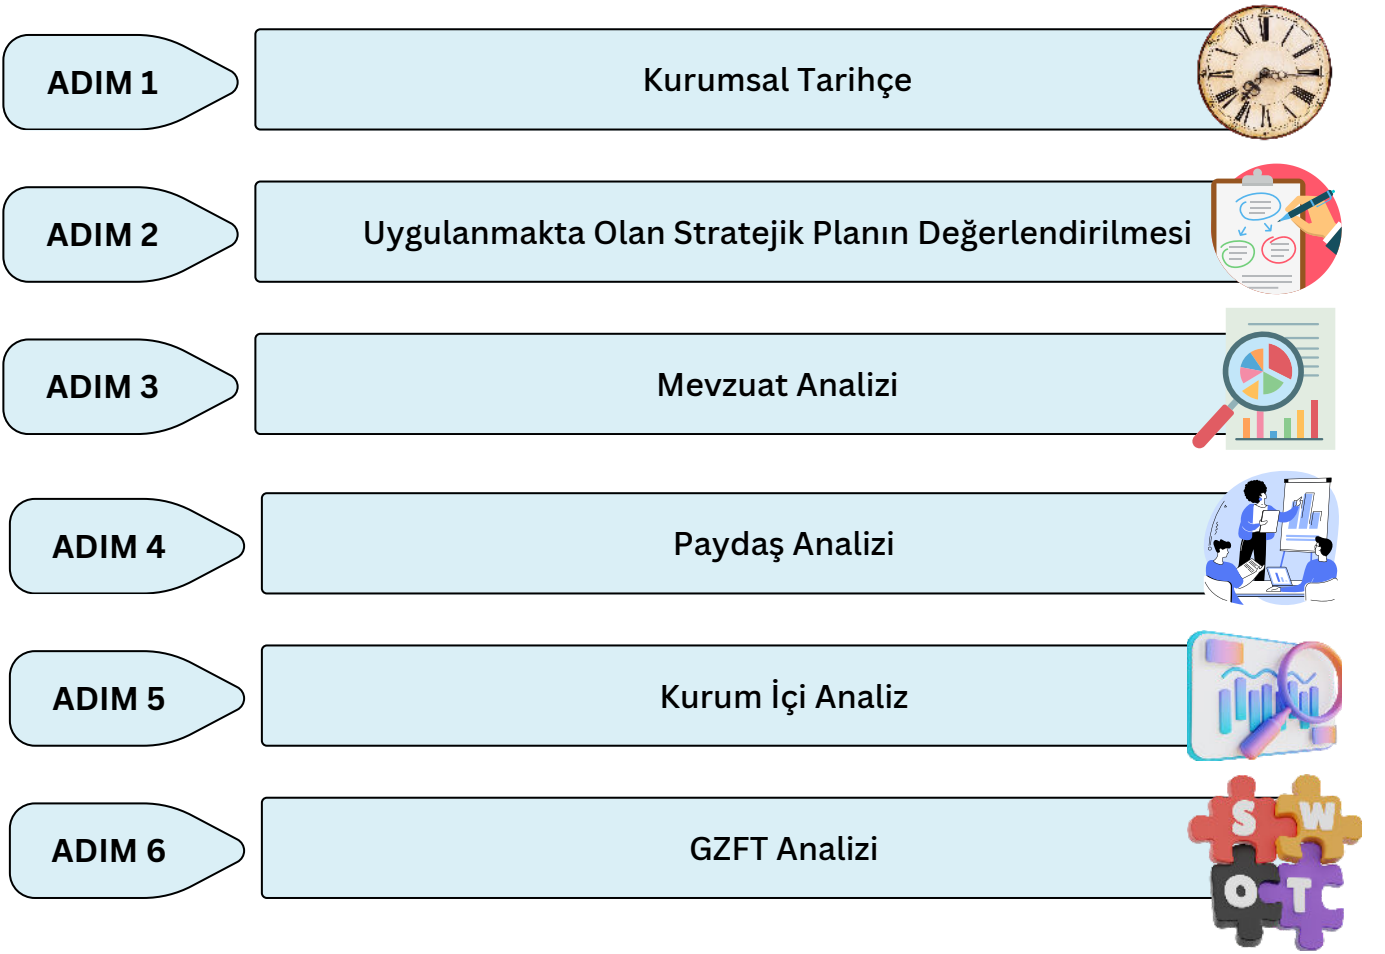 ADIM 1
Kurumsal Tarihçe
ADIM 2
Uygulanmakta Olan Stratejik Planın Değerlendirilmesi
ADIM 3
Mevzuat Analizi
ADIM 4
Paydaş Analizi
ADIM 5
Kurum İçi Analiz
ADIM 6
GZFT Analizi
S W
O T